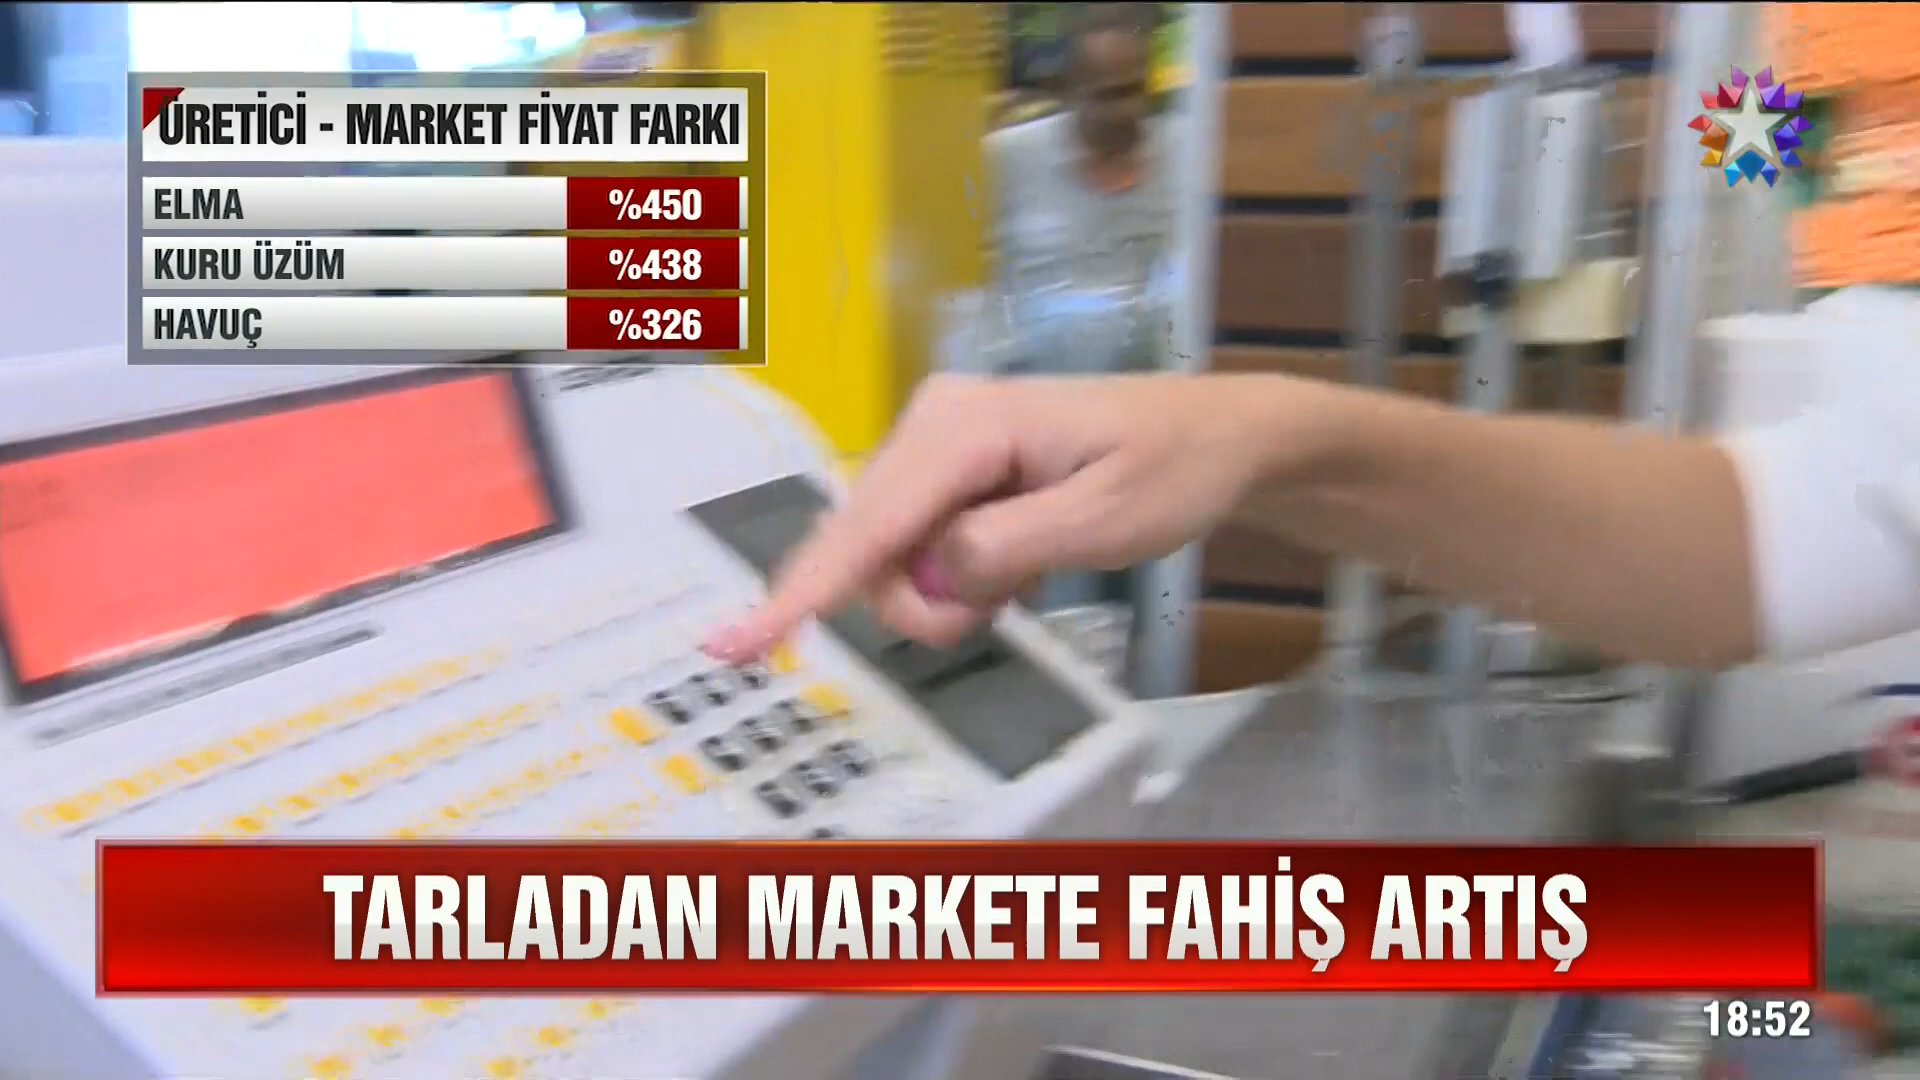 ÜRETİCİ - MARKET FİYAT FARKI
ELMA %450
KURU ÜZÜM %438
HAVUÇ %326
TARLADAN MARKETE FAHİŞ ARTIŞ
18:52